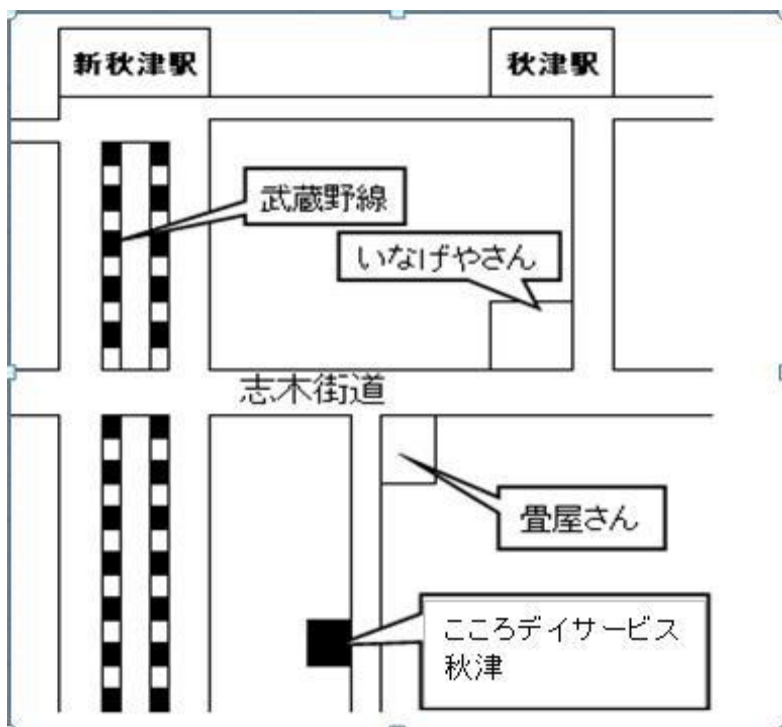 新秋津駅
秋津駅
武蔵野線
いなげやさん
志木街道
畳屋さん
こころデイサービス
秋津